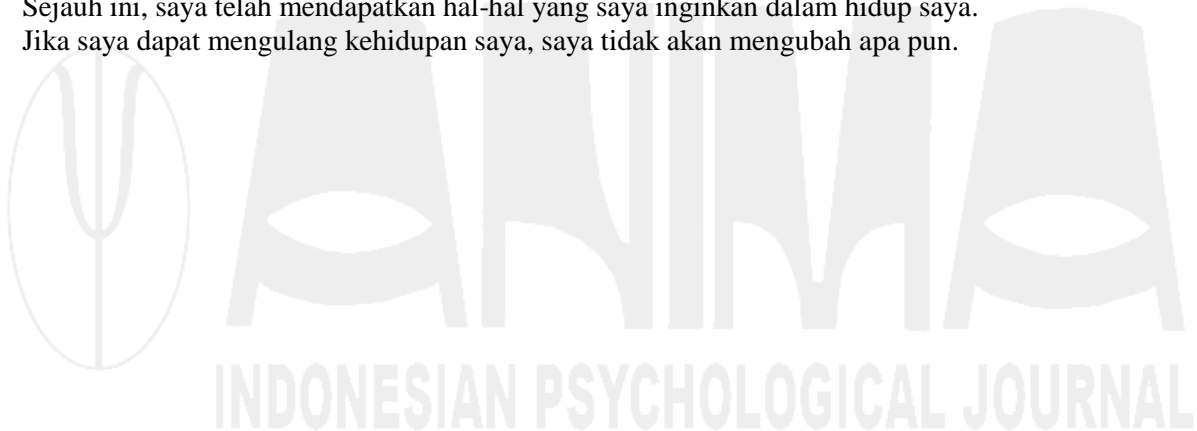 Sejauh ini, saya telah mendapatkan hal-hal yang saya inginkan dalam hidup saya.
Jika saya dapat mengulang kehidupan saya, saya tidak akan mengubah apa pun.
ANIMA
INDONESIAN PSYCHOLOGICAL JOURNAL